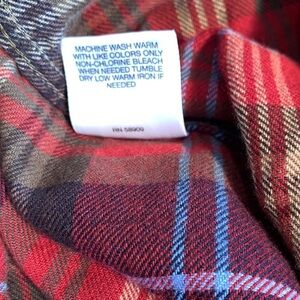 MACHINE WASH WARM
WITH LIKE COLORS ONLY
NON-CHLORINE BLEACH
WHEN NEEDED TUMBLE
DRY LOW WARM IRON IF
NEEDED
RN 58909